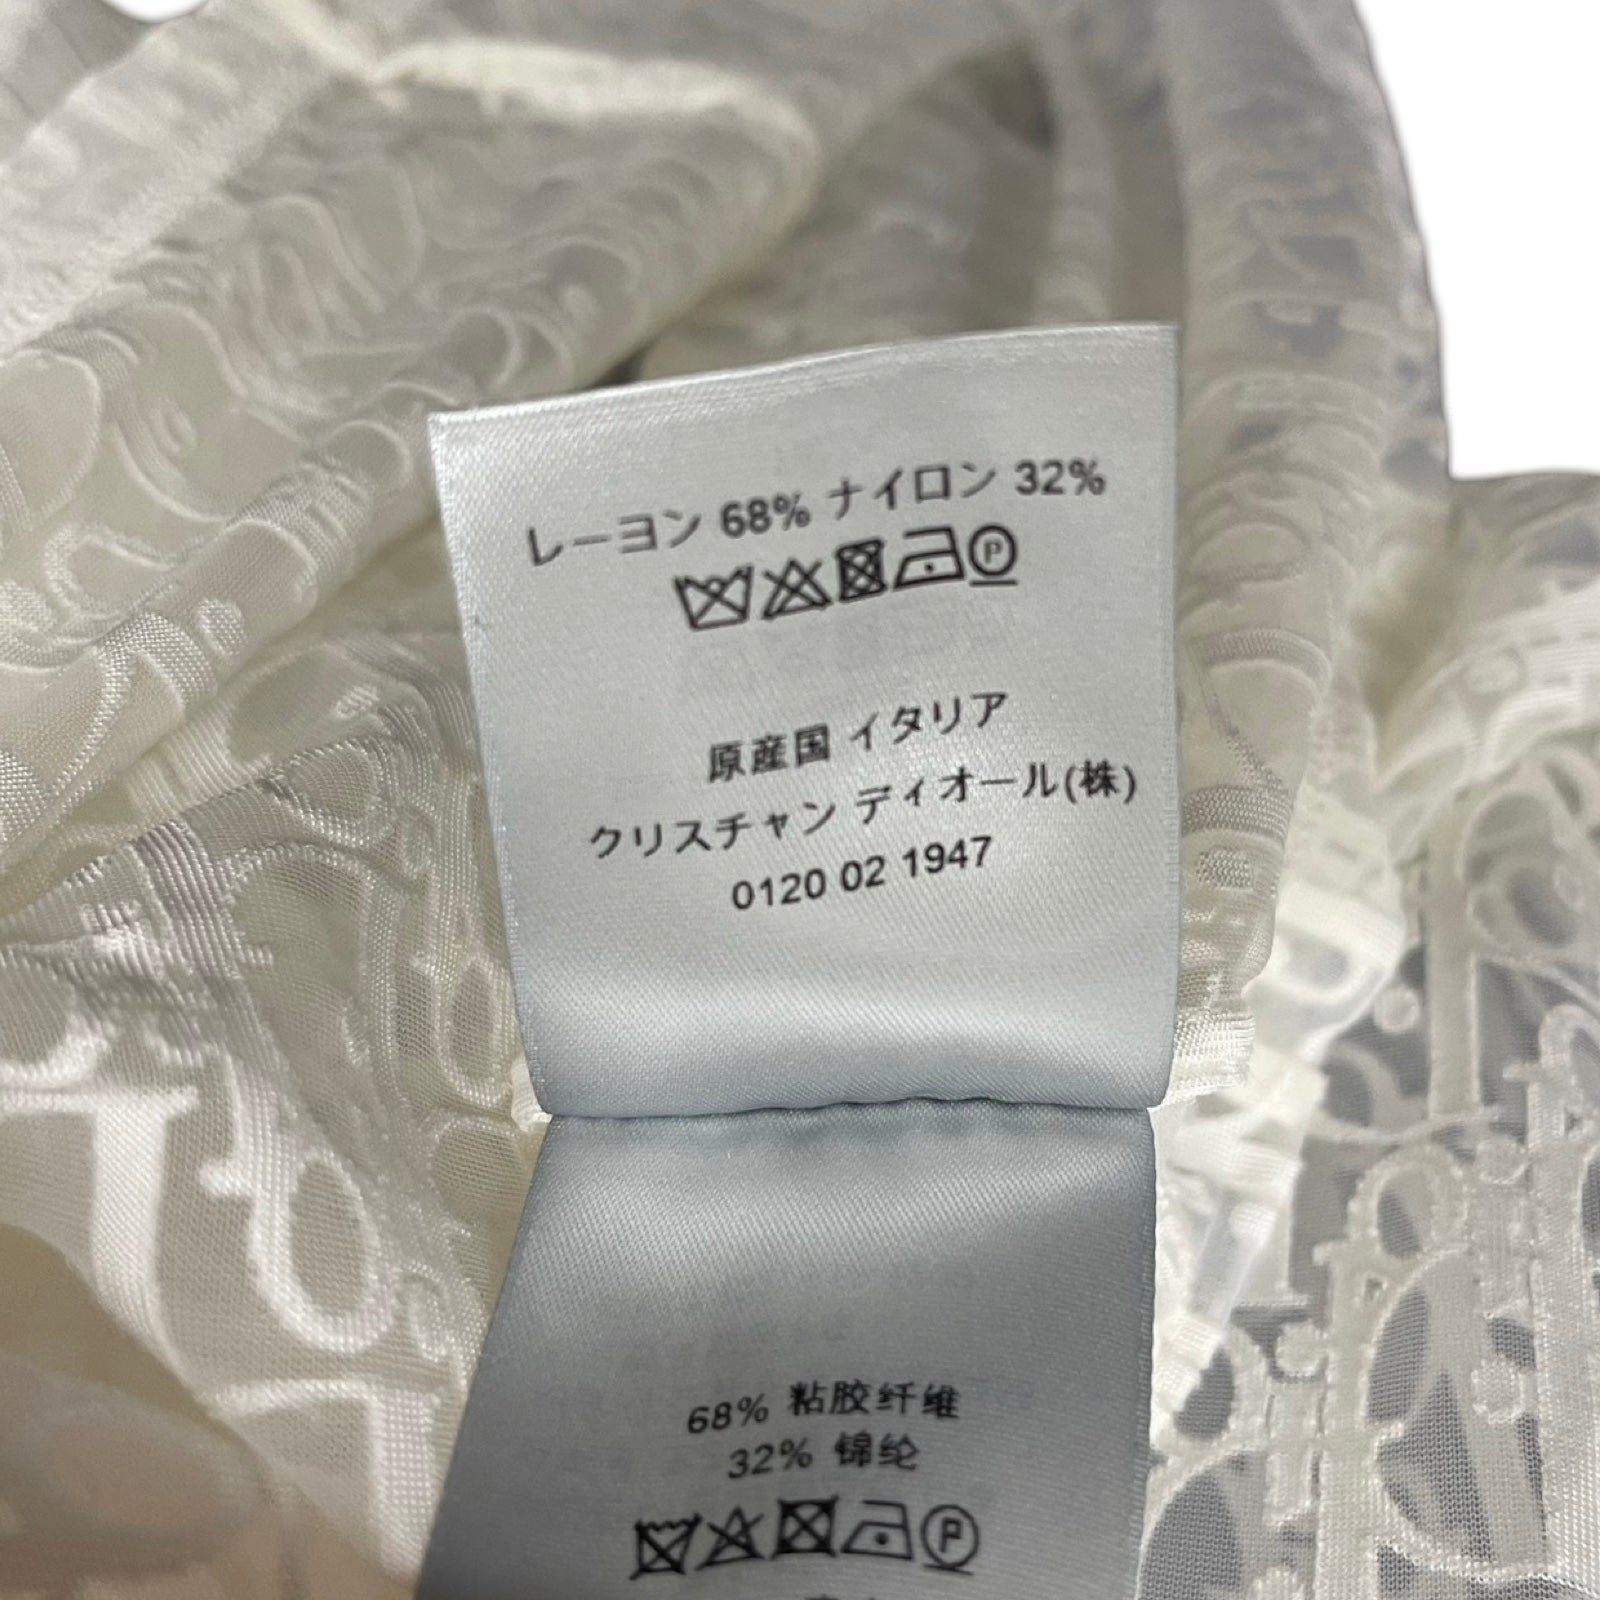 レーヨン 68% ナイロン 32%
P
原産国 イタリア
クリスチャン ディオール(株)
0120 02 1947
68% 粘胶纤维
32% 锦纶
P